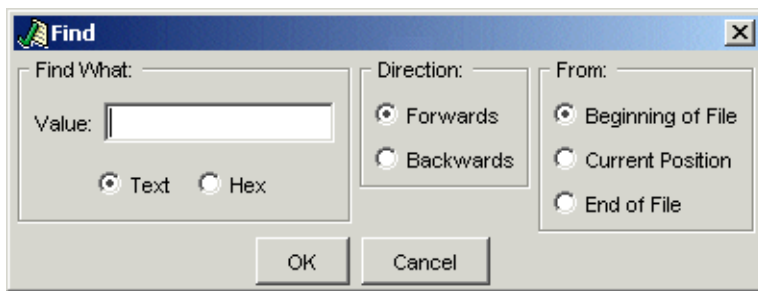 Find
Find What:
Value:
Text
Hex
Direction:
Forwards
Backwards
From:
Beginning of File
Current Position
End of File
OK
Cancel